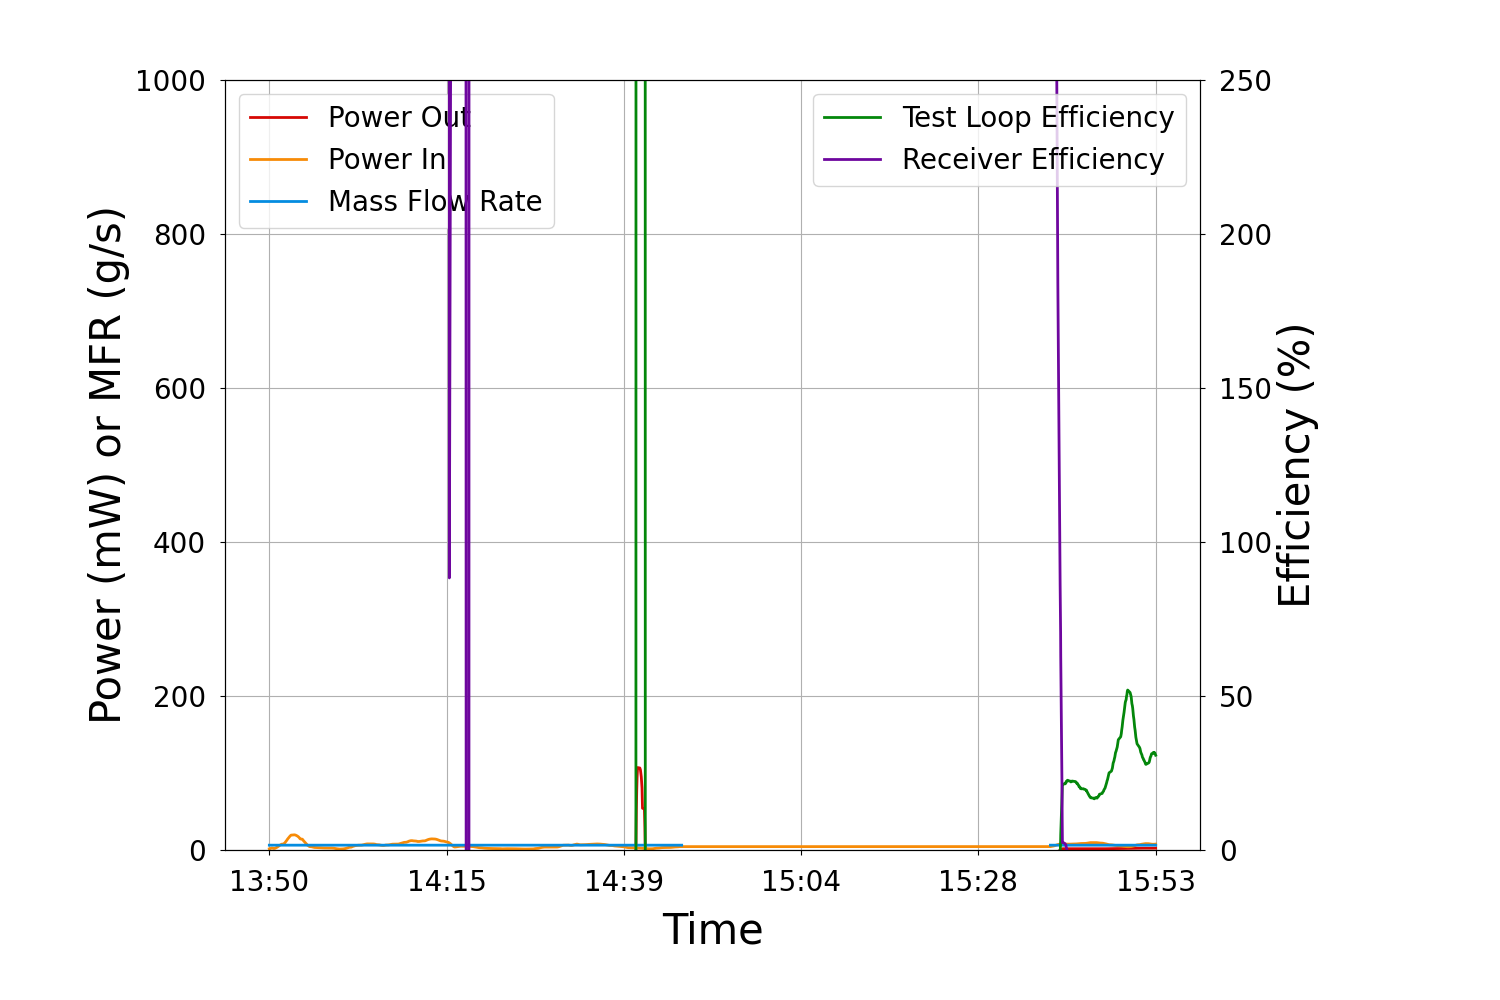 1000
800
600
400
200
0
Power (mW) or MFR (g/s)
Power Out
Power In
Mass Flow Rate
Test Loop Efficiency
Receiver Efficiency
250
200
150
100
50
0
Efficiency (%)
13:50 14:15 14:39 15:04 15:28 15:53
Time